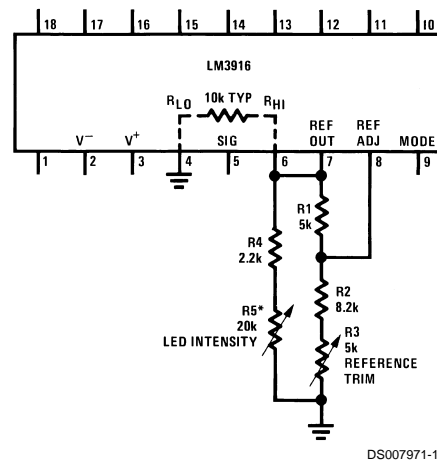 18 17 16 15 14 13 12 11 10
LM3916
RLO 10k TYP RHI
REF OUT
REF ADJ
V− V+ SIG MODE
1 2 3 4 5 6 7 8 9
R1
5k
R4
2.2k
R2
8.2k
R5*
20k
LED INTENSITY
R3
5k
REFERENCE
TRIM
DS007971-1